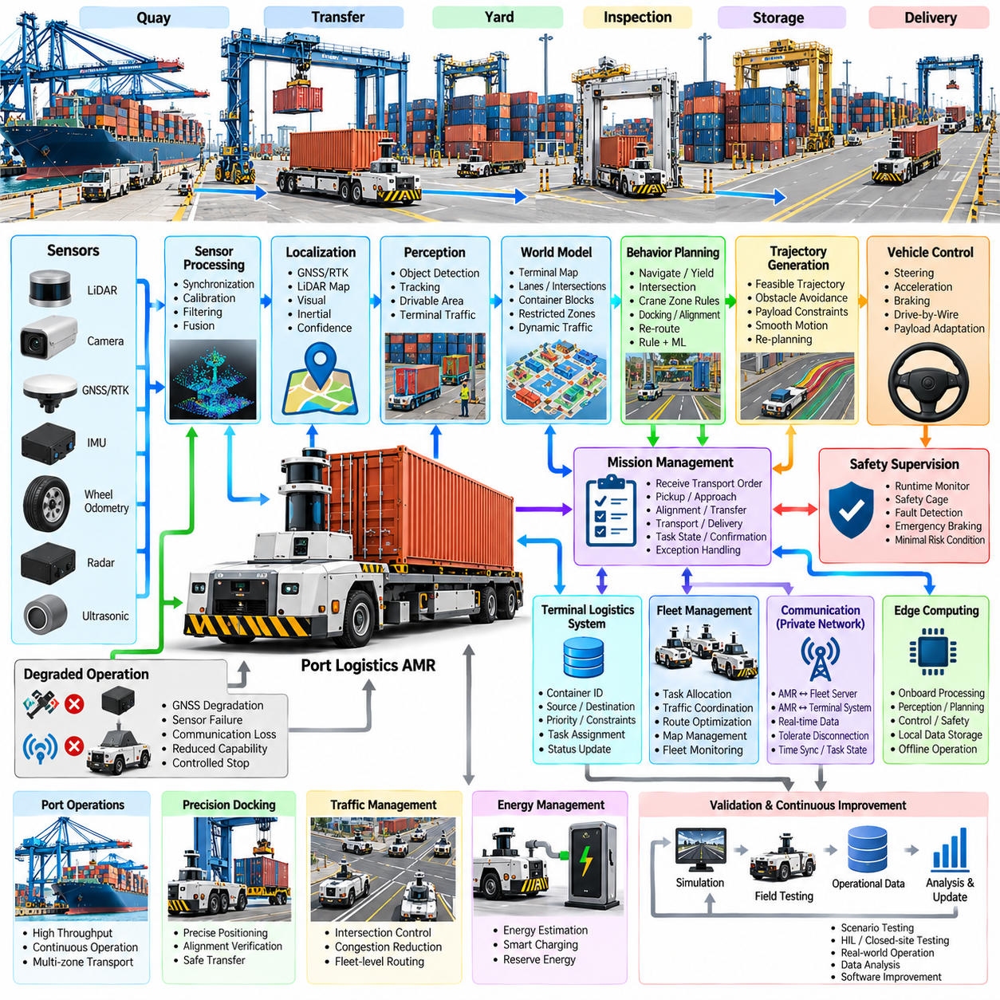 Quay
Transfer
Yard
Inspection
Storage
Delivery
Sensors
LiDAR
Camera
GNSS/RTK
IMU
Wheel
Odometry
Radar
Ultrasonic
Sensor
Processing
• Synchronization
• Calibration
• Filtering
• Fusion
Localization
• GNSS/RTK
• LiDAR Map
• Visual
• Inertial
• Confidence
Perception
• Object Detection
• Tracking
• Drivable Area
• Terminal Traffic
World Model
• Terminal Map
• Lanes / Intersections
• Container Blocks
• Restricted Zones
• Dynamic Traffic
Behavior Planning
• Navigate / Yield
• Intersection
• Crane Zone Rules
• Docking / Alignment
• Re-route
• Rule + ML
Trajectory
Generation
• Feasible Trajectory
• Obstacle Avoidance
• Payload Constraints
• Smooth Motion
• Re-planning
Vehicle Control
• Steering
• Acceleration
• Braking
• Drive-by-Wire
• Payload Adaptation
Mission Management
• Receive Transport Order
• Pickup / Approach
• Alignment / Transfer
• Transport / Delivery
• Task State / Confirmation
• Exception Handling
Safety Supervision
• Runtime Monitor
• Safety Cage
• Fault Detection
• Emergency Braking
• Minimal Risk Condition
Port Logistics AMR
Terminal Logistics
System
• Container ID
• Source / Destination
• Priority / Constraints
• Task Assignment
• Status Update
Fleet Management
• Task Allocation
• Traffic Coordination
• Route Optimization
• Map Management
• Fleet Monitoring
Communication
(Private Network)
• AMR ↔ Fleet Server
• AMR ↔ Terminal System
• Real-time Data
• Tolerate Disconnection
• Time Sync / Task State
Edge Computing
• Onboard Processing
• Perception / Planning
• Control / Safety
• Local Data Storage
• Offline Operation
Degraded Operation
• GNSS Degradation
• Sensor Failure
• Communication Loss
• Reduced Capability
• Controlled Stop
Port Operations
• High Throughput
• Continuous Operation
• Multi-zone Transport
Precision Docking
• Precise Positioning
• Alignment Verification
• Safe Transfer
Traffic Management
• Intersection Control
• Congestion Reduction
• Fleet-level Routing
Energy Management
• Energy Estimation
• Smart Charging
• Reserve Energy
Validation & Continuous Improvement
Simulation
Field Testing
Operational Data
Analysis &
Update
• Scenario Testing
• HIL / Closed-site Testing
• Real-world Operation
• Data Analysis
• Software Improvement